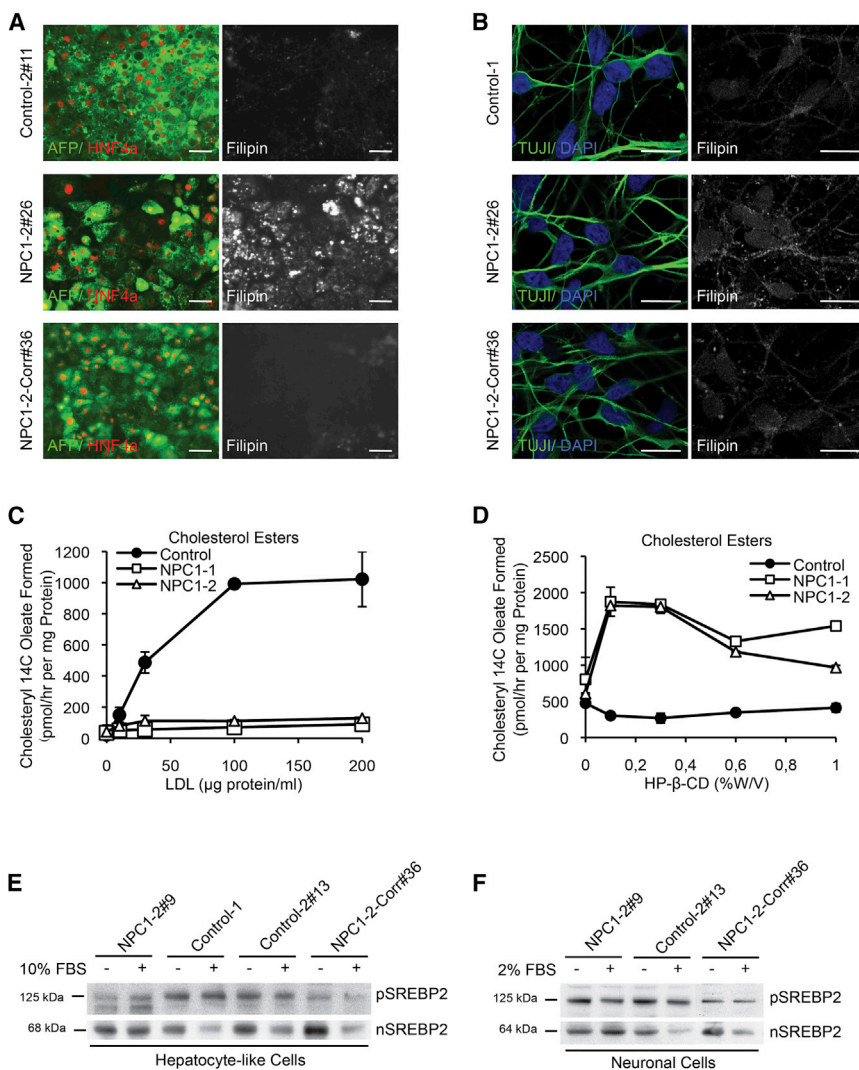 A
Control-2#11
AFP/ HNF4a
Filipin
NPC1-2#26
AFP/ HNF4a
Filipin
NPC1-2-Corr#36
AFP/ HNF4a
Filipin
B
Control-1
TUJI/ DAPI
Filipin
NPC1-2#26
TUJI/ DAPI
Filipin
NPC1-2-Corr#36
TUJI/ DAPI
Filipin
C
Cholesterol Esters
Control
NPC1-1
NPC1-2
Cholesteryl 14C Oleate Formed
(pmol/hr per mg Protein)
1200
1000
800
600
400
200
0
0 100 200
LDL (µg protein/ml)
D
Cholesterol Esters
Control
NPC1-1
NPC1-2
Cholesteryl 14C Oleate Formed
(pmol/hr per mg Protein)
2500
2000
1500
1000
500
0
0 0,2 0,4 0,6 0,8 1
HP-β-CD (%W/V)
E
NPC1-2#9 Control-1 Control-2#13 NPC1-2-Corr#36
10% FBS - + - + - + - +
125 kDa pSREBP2
68 kDa nSREBP2
Hepatocyte-like Cells
F
NPC1-2#9 Control-2#13 NPC1-2-Corr#36
2% FBS - + - + - +
125 kDa pSREBP2
64 kDa nSREBP2
Neuronal Cells